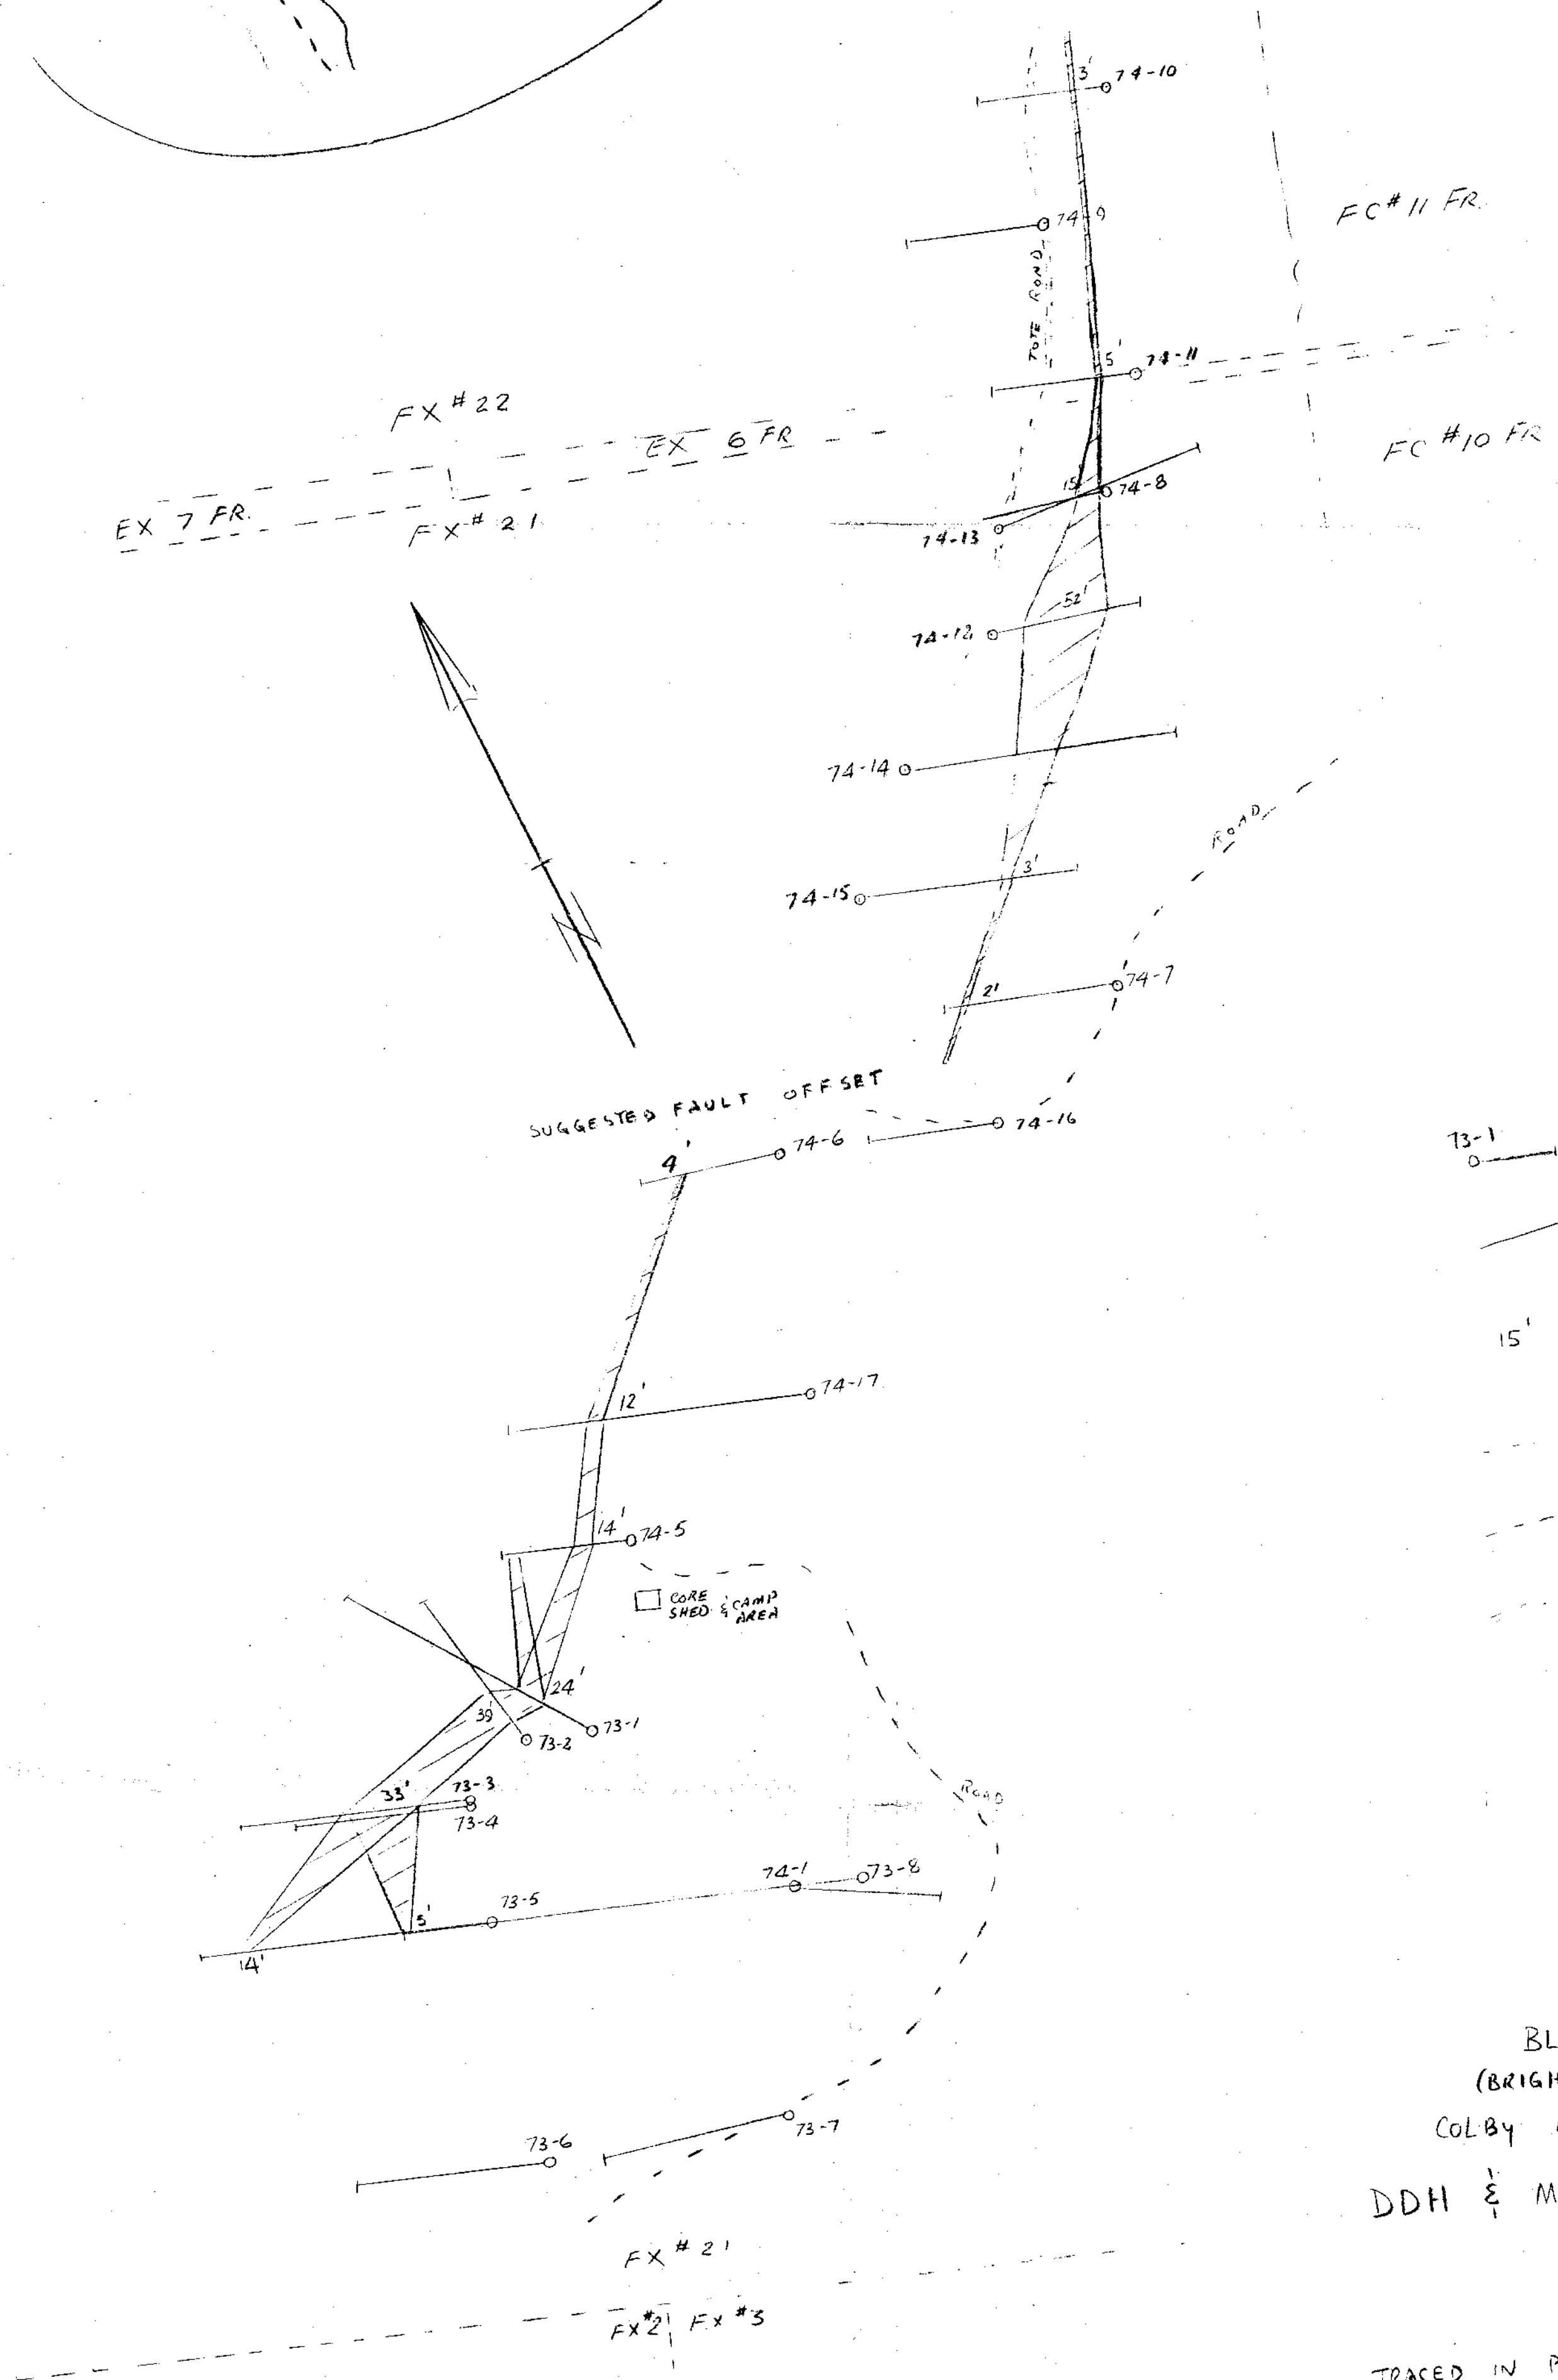 3' 74-10
74-9
FC #11 FR.
TOTE ROAD
5' 74-11
FX #22
EX 6 FR
FC #10 FR
15' 74-8
EX 7 FR.
FX #21
74-13
52'
74-12
74-14
ROAD
3'
74-15
2' 74-7
N
SUGGESTED FAULT OFFSET
74-16
4' 74-6
73-1
15'
12' 74-17
14' 74-5
CORE
SHED & CAMP
AREA
24'
39'
73-1
73-2
33' 73-3
73-4
ROAD
74-1 73-8
73-5
5'
14'
BL
(BRIGH
COLBY
73-7
73-6
DDH & M
FX #21
FX #2 FX #3
TRACED IN